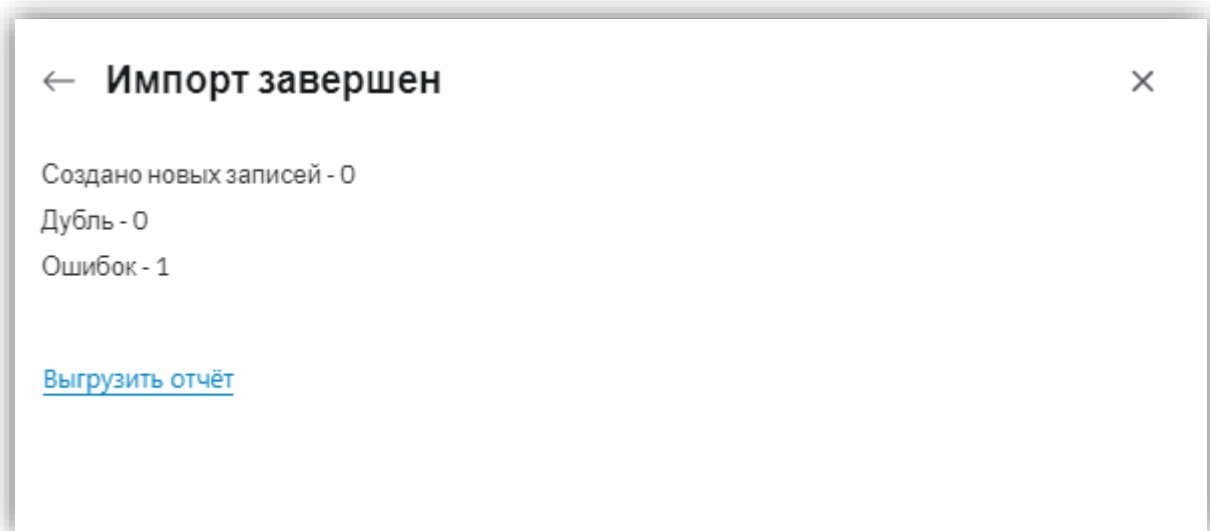 Импорт завершен
Создано новых записей - 0
Дубль - 0
Ошибок - 1
Выгрузить отчёт